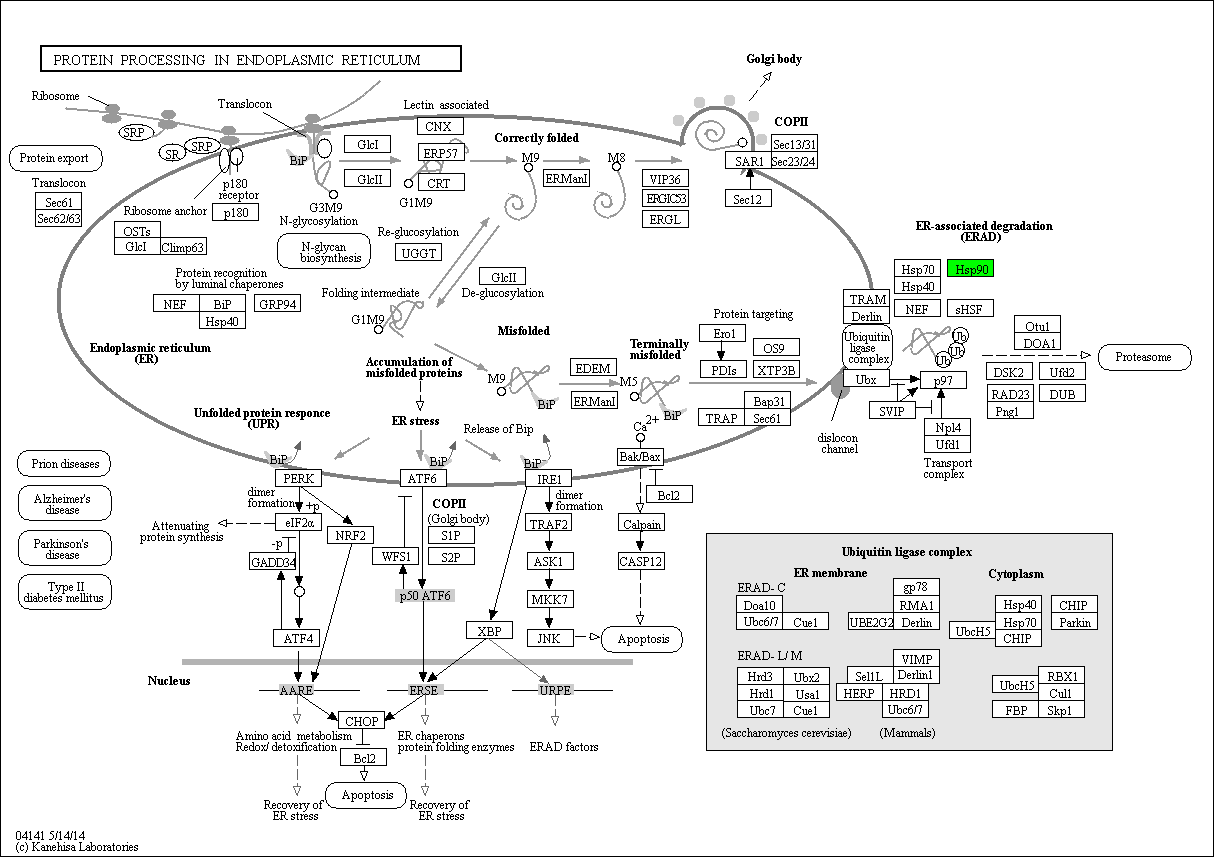 PROTEIN PROCESSING IN ENDOPLASMIC RETICULUM
Golgi body
Ribosome
Translocon
Lectin associated
SRP
SR
SRP
BiP
GlcI
GlcII
CNX
ERP57
CRT
G1M9
G3M9
N-glycosylation
N-glycan
biosynthesis
Correctly folded
M9
ERManI
M8
VIP36
ERGIC53
ERGL
COPII
Sec13/31
SAR1
Sec23/24
Sec12
Protein export
Translocon
Sec61
Sec62/63
p180
receptor
p180
Ribosome anchor
OSTs
GlcI
Climp63
Re-glucosylation
UGGT
GlcII
De-glucosylation
Protein recognition
by luminal chaperones
NEF
BiP
GRP94
Hsp40
Folding intermediate
G1M9
Endoplasmic reticulum
(ER)
Misfolded
Accumulation of
misfolded proteins
M9
BiP
EDEM
ERManI
Terminally
misfolded
M5
BiP
Protein targeting
Ero1
OS9
PDIs
XTP3B
Bap31
TRAP
Sec61
ER-associated degradation
(ERAD)
Hsp70
Hsp90
Hsp40
NEF
sHSF
TRAM
Derlin
Ubiquitin
ligase
complex
Ub
Ub
Ub
Ubx
p97
SVIP
Npl4
Ufd1
Transport
complex
dislocon
channel
Otu1
DOA1
DSK2
Ufd2
RAD23
DUB
Png1
Proteasome
Unfolded protein responce
(UPR)
ER stress
Release of Bip
Ca2+
Bak/Bax
Bcl2
Calpain
CASP12
Apoptosis
BiP
PERK
BiP
ATF6
BiP
IRE1
Prion diseases
Alzheimer's
disease
Parkinson's
disease
Type II
diabetes mellitus
dimer
formation
+p
eIF2α
Attenuating
protein synthesis
-p
GADD34
NRF2
ATF4
COPII
(Golgi body)
S1P
S2P
WFS1
p50 ATF6
dimer
formation
TRAF2
ASK1
MKK7
JNK
XBP
Nucleus
AARE
ERSE
URPE
CHOP
Bcl2
Apoptosis
Amino acid metabolism
Redox/ detoxification
ER chaperons
protein folding enzymes
ERAD factors
Recovery of
ER stress
Recovery of
ER stress
Ubiquitin ligase complex
ER membrane
Cytoplasm
ERAD- C
Doa10
Ubc6/7
Cue1
gp78
RMA1
UBE2G2
Derlin
Hsp40
Hsp70
UbcH5
CHIP
CHIP
Parkin
ERAD- L/ M
Hrd3
Ubx2
Hrd1
Usa1
Ubc7
Cue1
VIMP
Sel1L
Derlin1
HERP
HRD1
Ubc6/7
RBX1
UbcH5
Cul1
FBP
Skp1
(Saccharomyces cerevisiae)
(Mammals)
04141 5/14/14
(c) Kanehisa Laboratories